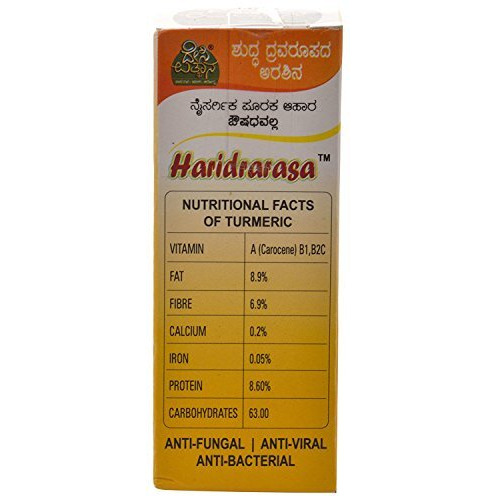 ದೇಸಿ
ಉತ್ಥಾನ
ಶುದ್ಧ ದ್ರವರೂಪದ
ಅರಶಿನ
ನೈಸರ್ಗಿಕ ಪೂರಕ ಆಹಾರ
ಔಷಧವಲ್ಲ
Haridrarasa™
NUTRITIONAL FACTS
OF TURMERIC
VITAMIN A (Carocene) B1,B2C
FAT 8.9%
FIBRE 6.9%
CALCIUM 0.2%
IRON 0.05%
PROTEIN 8.60%
CARBOHYDRATES 63.00
ANTI-FUNGAL | ANTI-VIRAL
ANTI-BACTERIAL